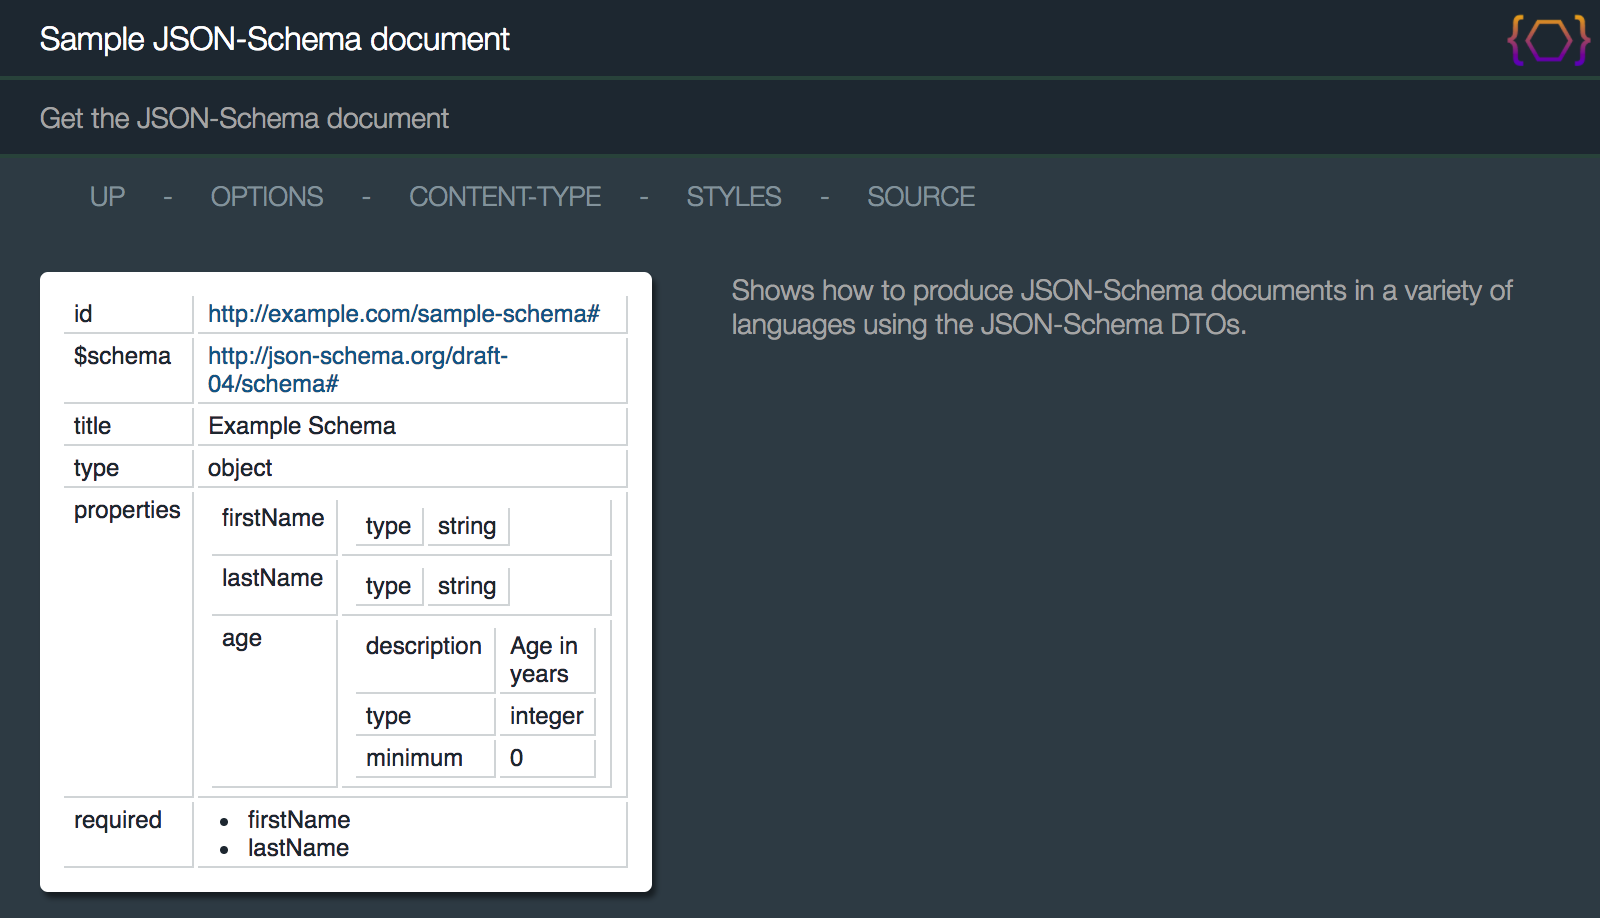 Sample JSON-Schema document
Get the JSON-Schema document
UP - OPTIONS - CONTENT-TYPE - STYLES - SOURCE
id http://example.com/sample-schema#
$schema http://json-schema.org/draft-
04/schema#
title Example Schema
type object
properties firstName type string
lastName type string
age description Age in
years
type integer
minimum 0
required • firstName
• lastName
Shows how to produce JSON-Schema documents in a variety of
languages using the JSON-Schema DTOs.